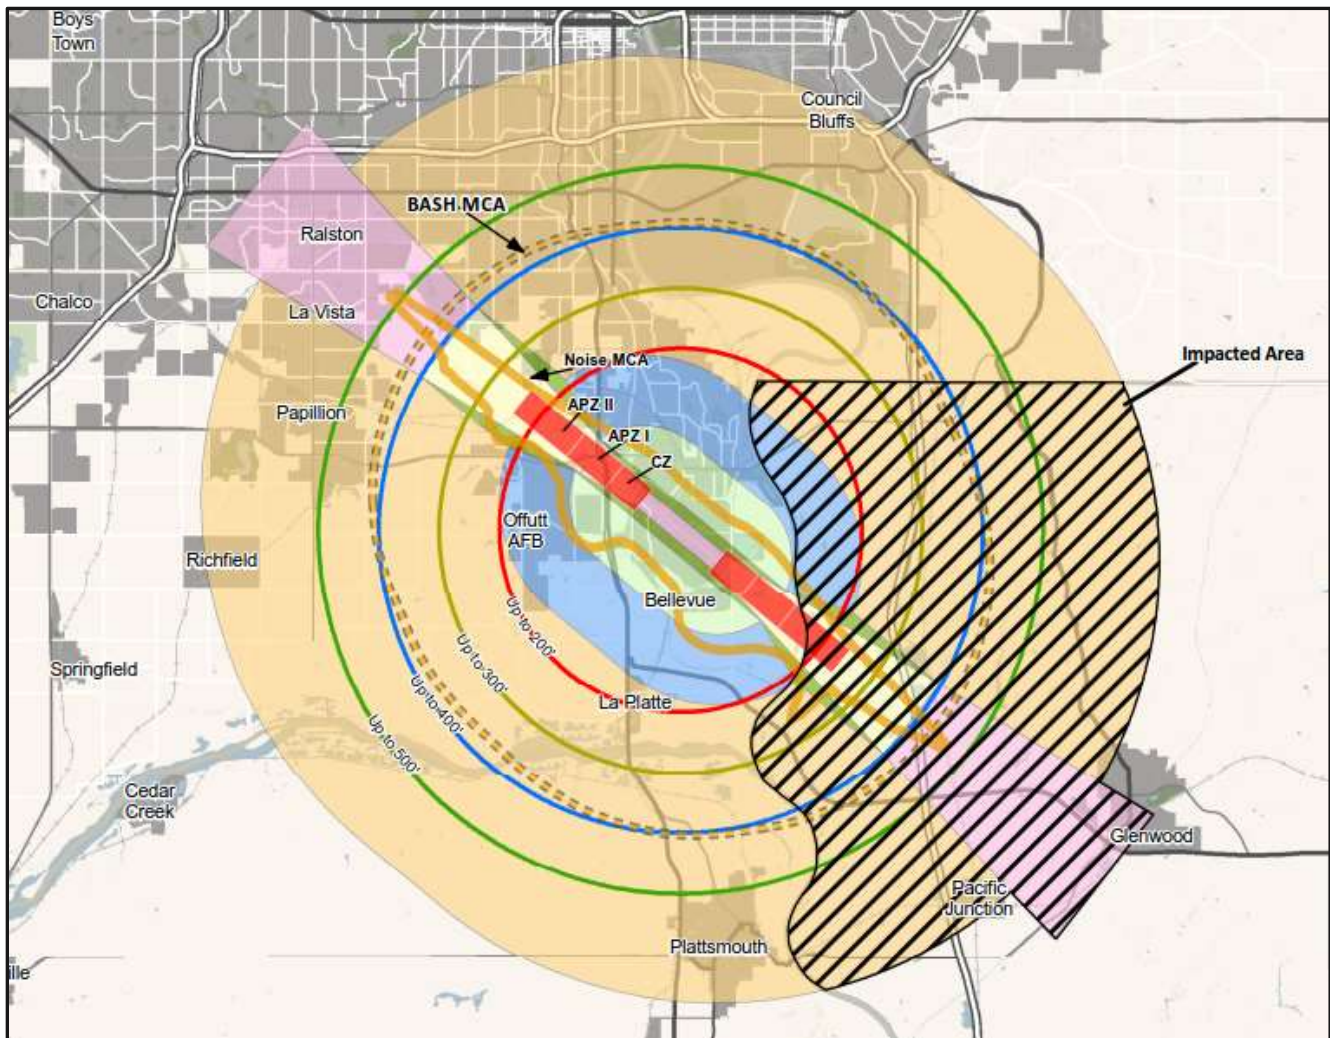 Boys
Town
Council
Bluffs
BASH MCA
Ralston
Chalco
La Vista
Impacted Area
Noise MCA
Papillion
APZ II
APZ I
CZ
Offutt
AFB
Richfield
Bellevue
Up to 200'
Up to 300'
Up to 400'
Up to 500'
Springfield
La Platte
Cedar
Creek
Glenwood
Pacific
Junction
Plattsmouth
ille